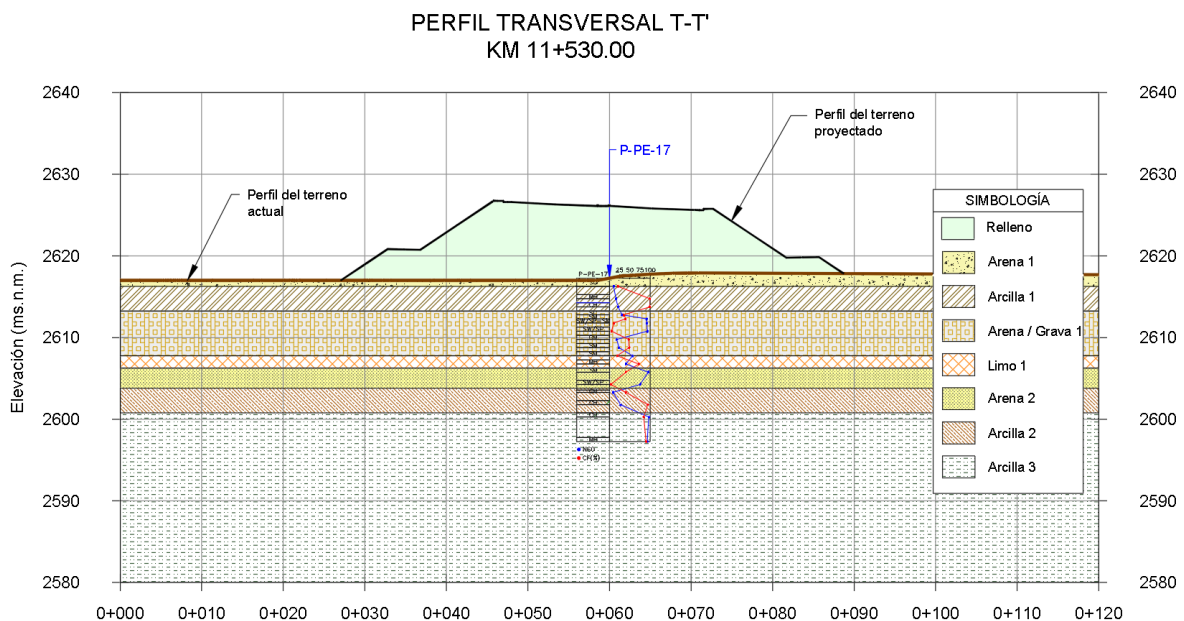 PERFIL TRANSVERSAL T-T'
KM 11+530.00
2640
2630
2620
2610
2600
2590
2580
Elevación (ms.n.m.)
Perfil del terreno
actual
P-PE-17
Perfil del terreno
proyectado
P-PE-17
25 50 75 100
NEO
CF(%)
SIMBOLOGÍA
Relleno
Arena 1
Arcilla 1
Arena / Grava 1
Limo 1
Arena 2
Arcilla 2
Arcilla 3
2640
2630
2620
2610
2600
2590
2580
0+000 0+010 0+020 0+030 0+040 0+050 0+060 0+070 0+080 0+090 0+100 0+110 0+120